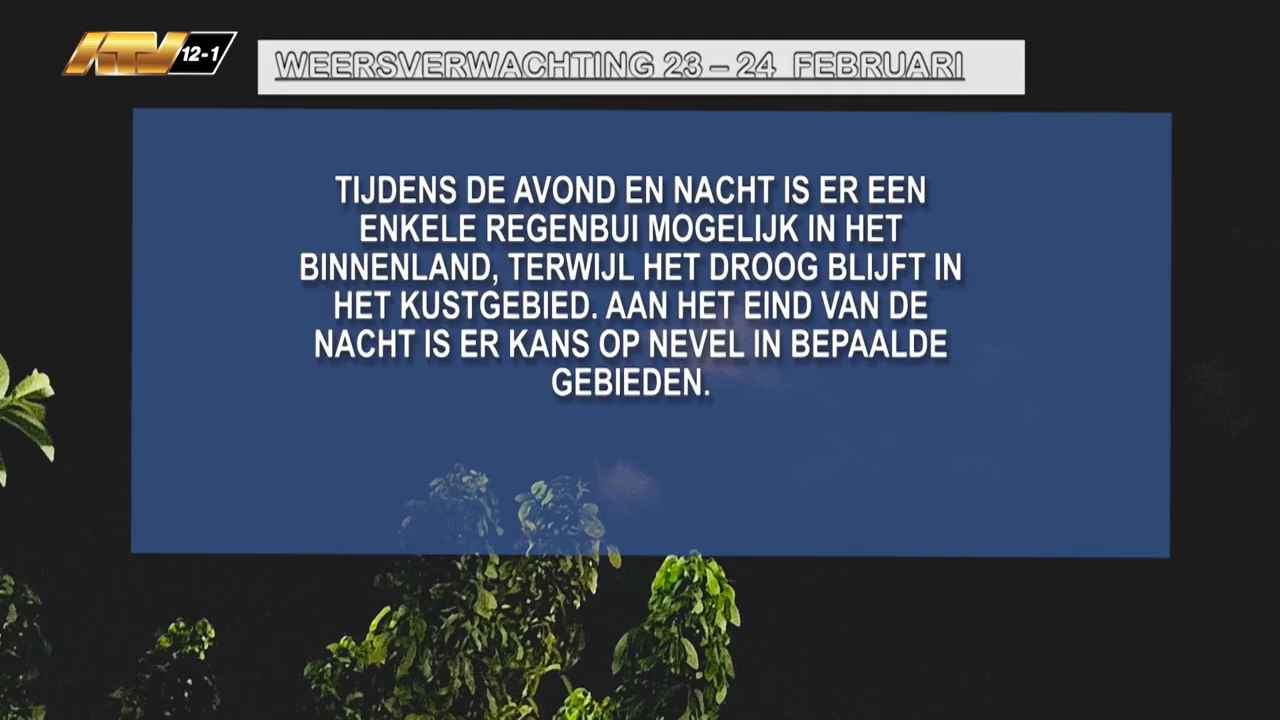 ATV 12-1
WEERSVERWACHTING 23 – 24 FEBRUARI
TIJDENS DE AVOND EN NACHT IS ER EEN
ENKELE REGENBUI MOGELIJK IN HET
BINNENLAND, TERWIJL HET DROOG BLIJFT IN
HET KUSTGEBIED. AAN HET EIND VAN DE
NACHT IS ER KANS OP NEVEL IN BEPAALDE
GEBIEDEN.